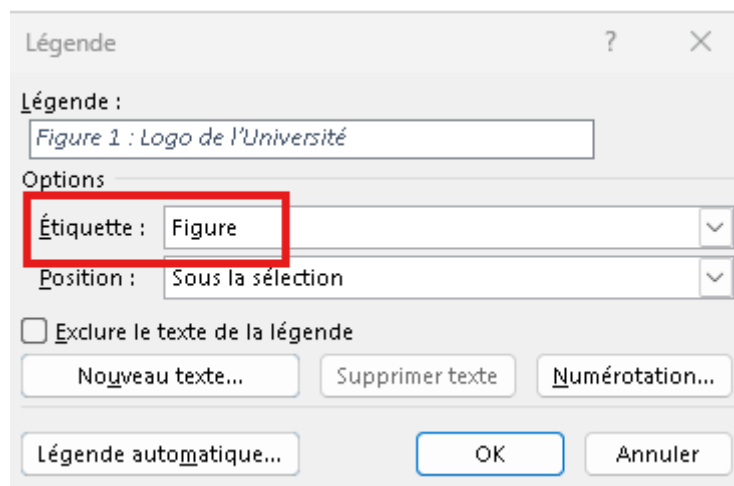 Légende ? ×
Légende :
Figure 1 : Logo de l'Université
Options
Étiquette : Figure
Position : Sous la sélection
Exclure le texte de la légende
Nouveau texte... Supprimer texte Numérotation...
Légende automatique... OK Annuler